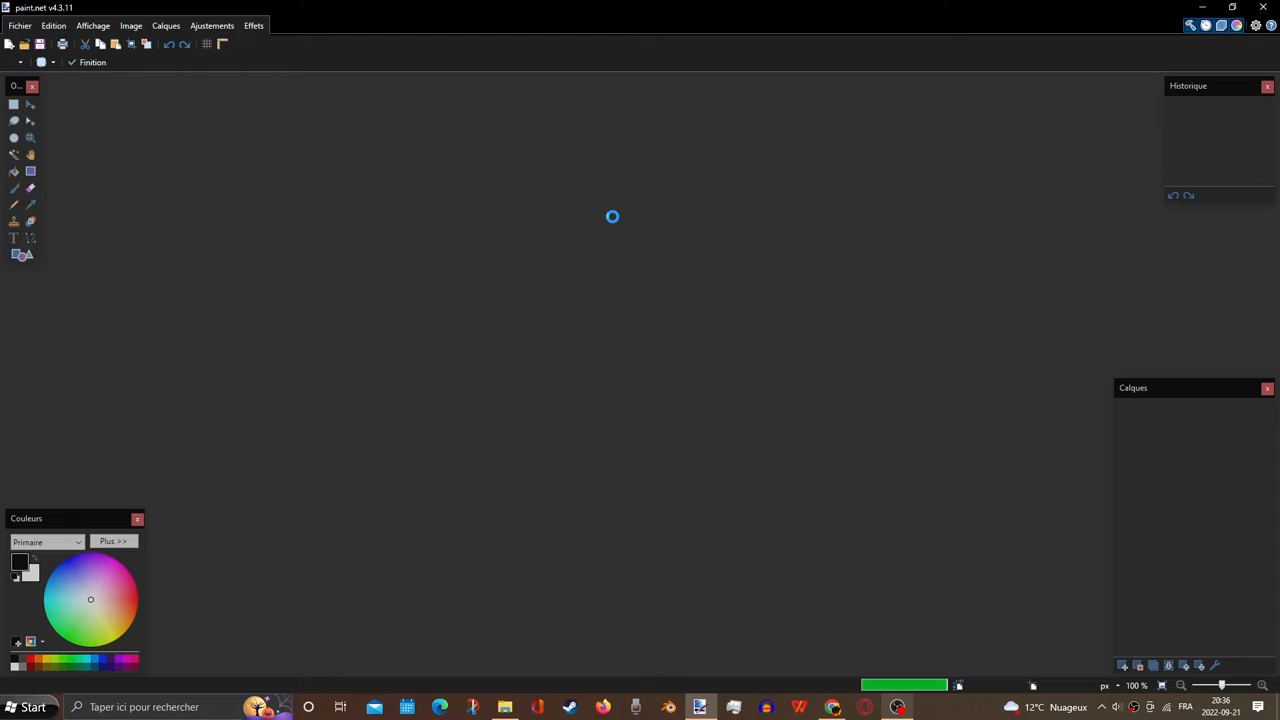 paint.net v4.3.11
Fichier Edition Affichage Image Calques Ajustements Effets
Finition
O...
Historique
Calques
Couleurs
Primaire
Plus >>
px 100 %
Start
Taper ici pour rechercher
12°C Nuageux
FRA
20:36
2022-09-21